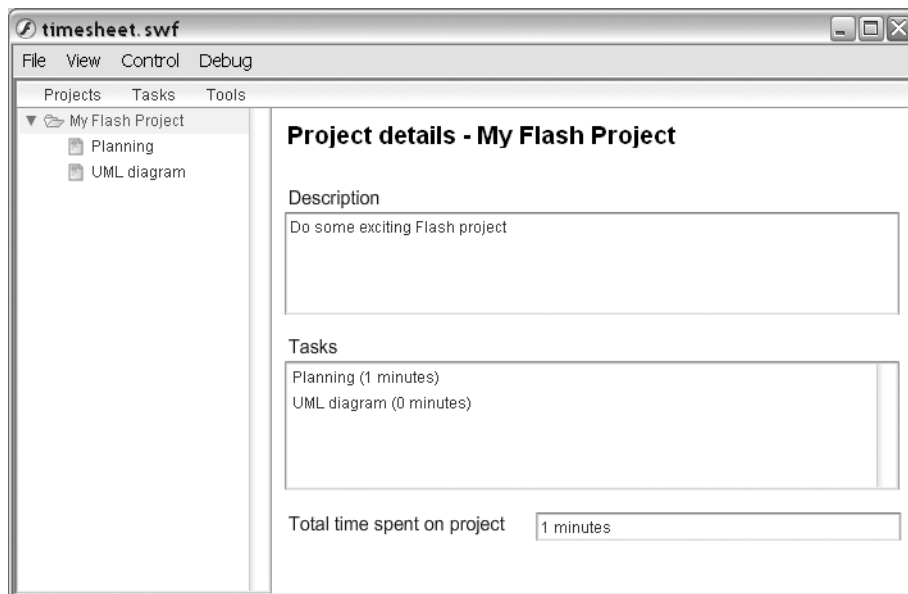 timesheet.swf
File View Control Debug
Projects Tasks Tools
My Flash Project
Planning
UML diagram
Project details - My Flash Project
Description
Do some exciting Flash project
Tasks
Planning (1 minutes)
UML diagram (0 minutes)
Total time spent on project 1 minutes